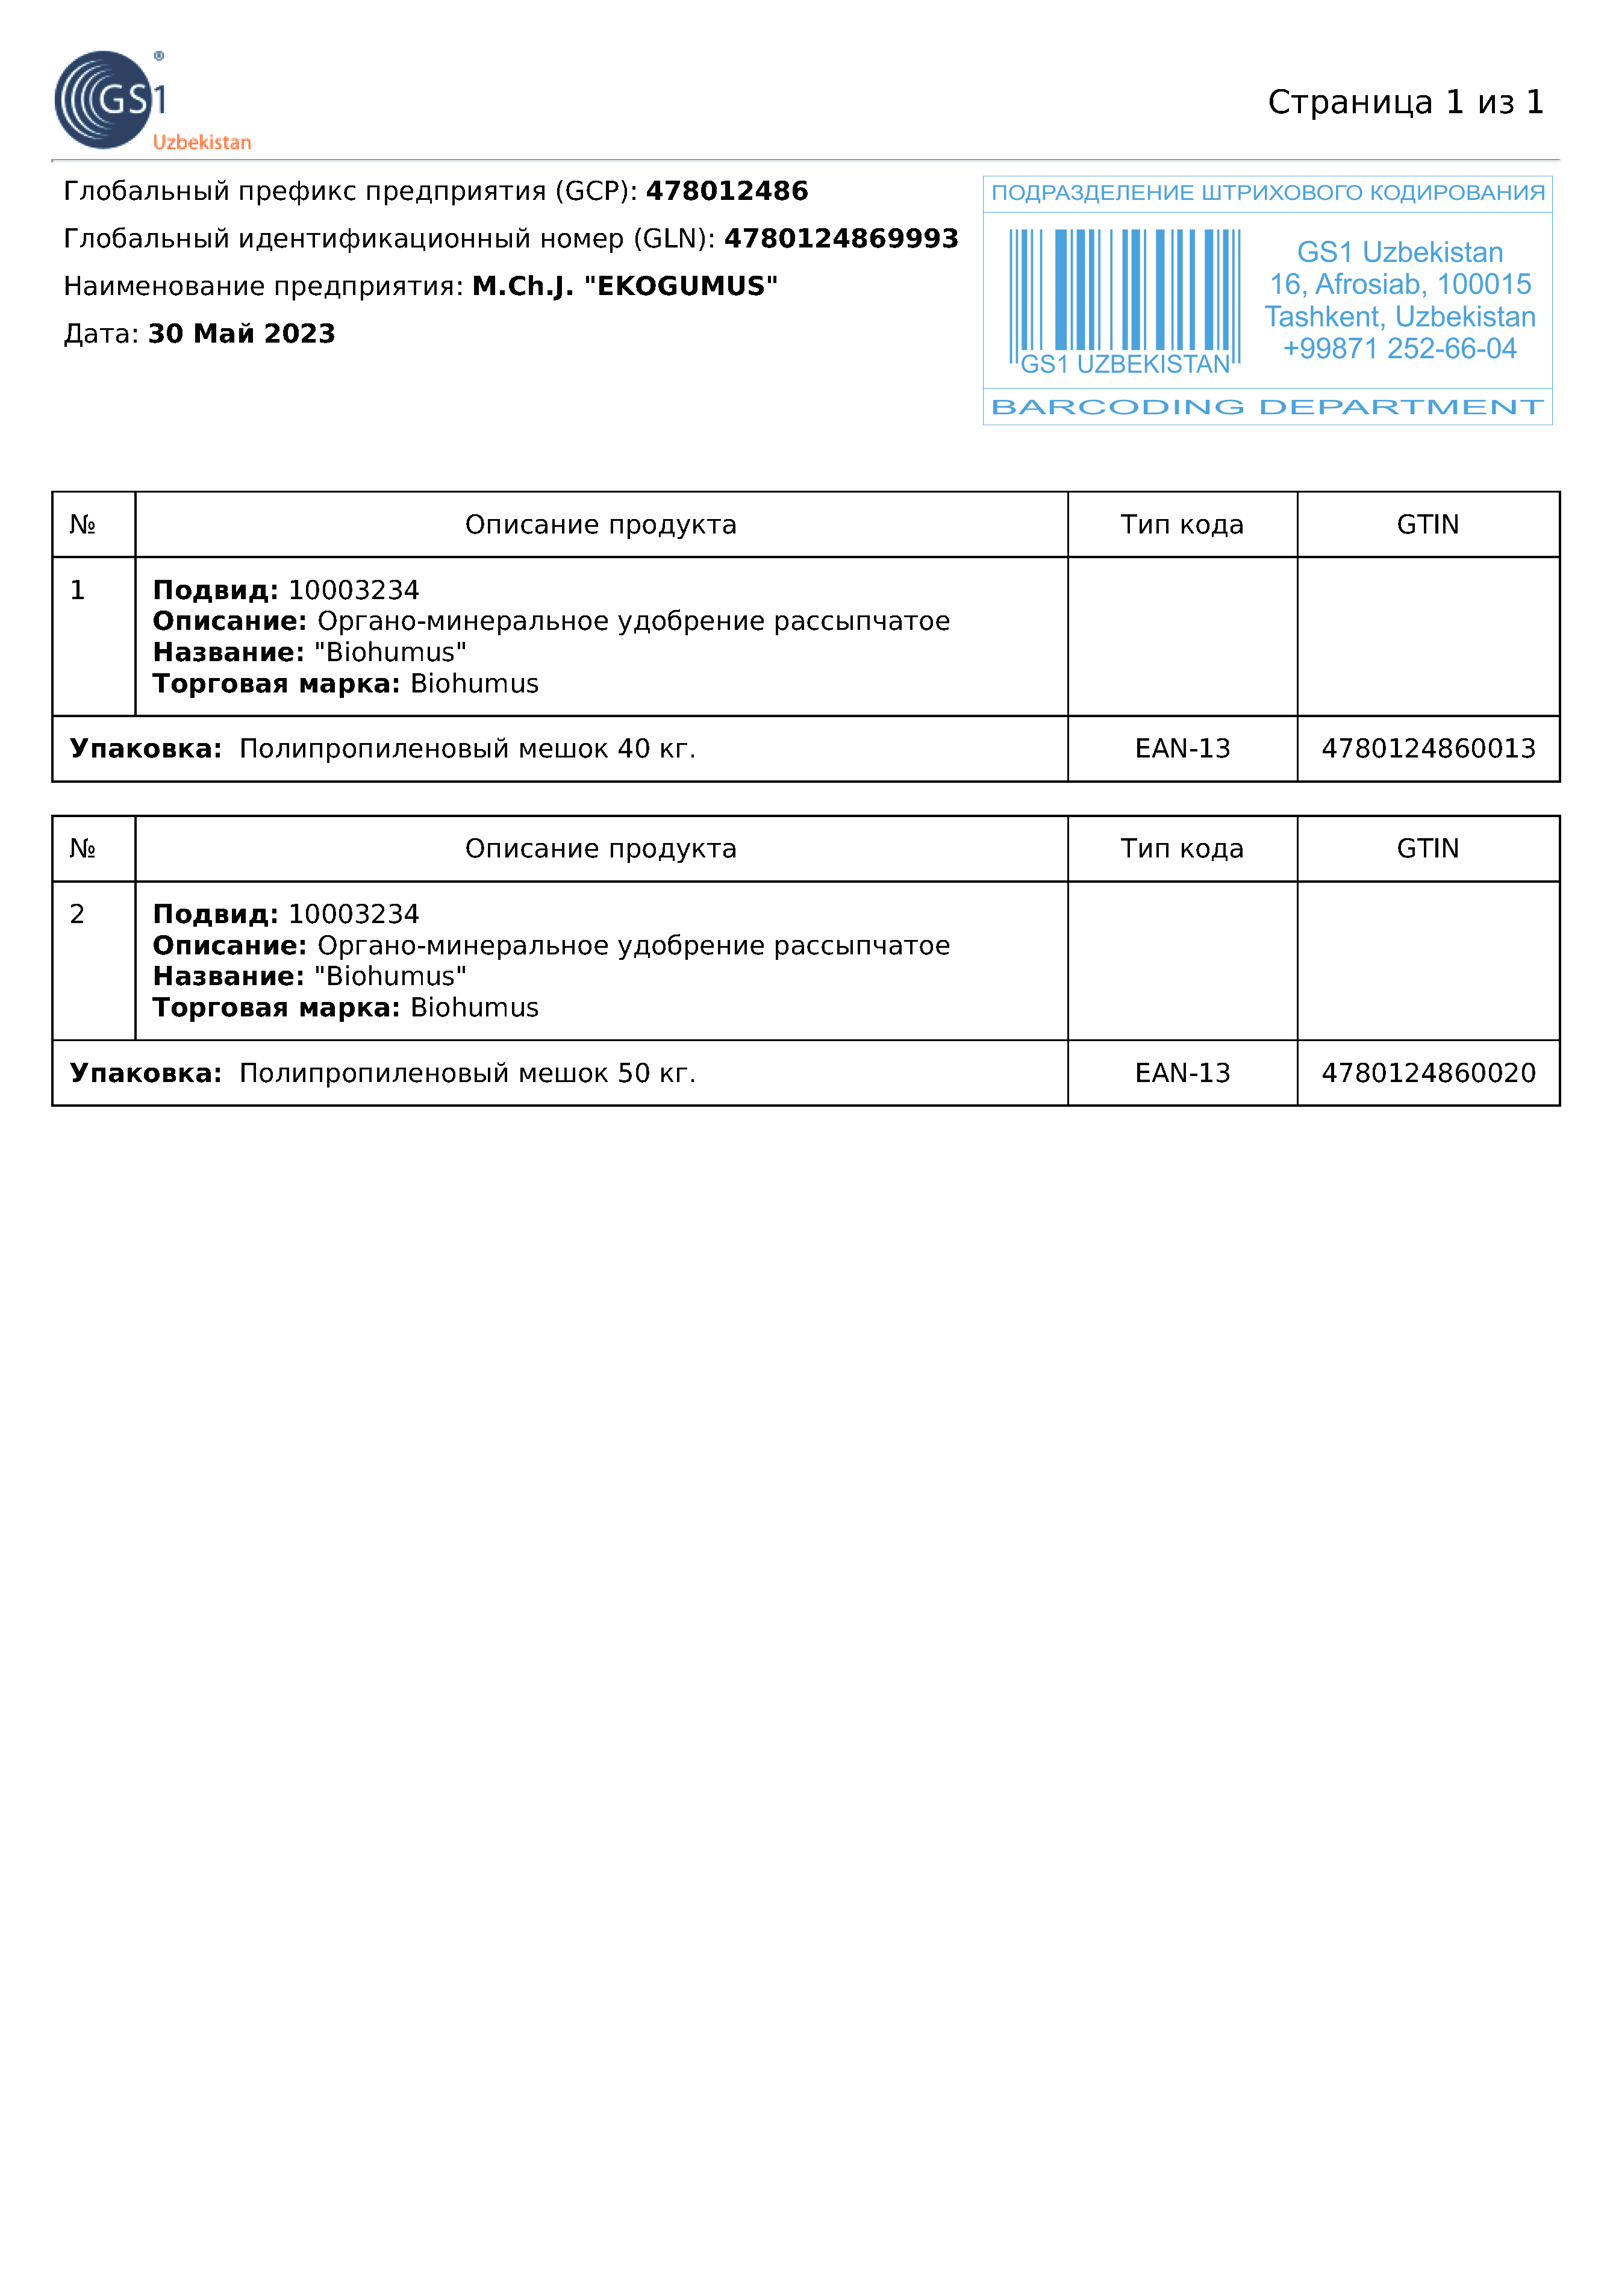 GS1®
Uzbekistan
Страница 1 из 1
Глобальный префикс предприятия (GCP): 478012486
Глобальный идентификационный номер (GLN): 4780124869993
Наименование предприятия: M.Ch.J. "EKOGUMUS"
Дата: 30 Май 2023
ПОДРАЗДЕЛЕНИЕ ШТРИХОВОГО КОДИРОВАНИЯ
GS1 UZBEKISTAN
GS1 Uzbekistan
16, Afrosiab, 100015
Tashkent, Uzbekistan
+99871 252-66-04
BARCODING DEPARTMENT
№ Описание продукта Тип кода GTIN
1 Подвид: 10003234
Описание: Органо-минеральное удобрение рассыпчатое
Название: "Biohumus"
Торговая марка: Biohumus
Упаковка: Полипропиленовый мешок 40 кг. EAN-13 4780124860013
№ Описание продукта Тип кода GTIN
2 Подвид: 10003234
Описание: Органо-минеральное удобрение рассыпчатое
Название: "Biohumus"
Торговая марка: Biohumus
Упаковка: Полипропиленовый мешок 50 кг. EAN-13 4780124860020